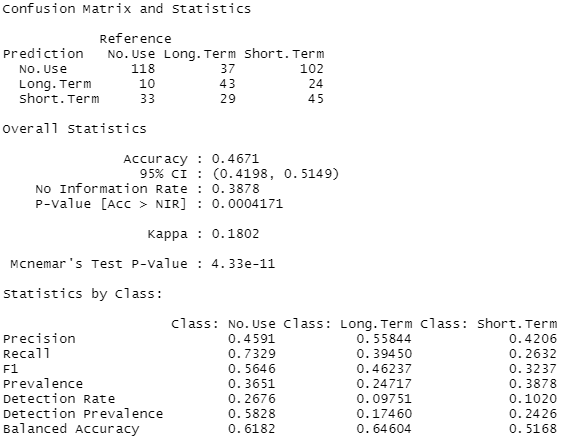 Confusion Matrix and Statistics
Reference
Prediction No.Use Long.Term Short.Term
No.Use 118 37 102
Long.Term 10 43 24
Short.Term 33 29 45
Overall Statistics
Accuracy : 0.4671
95% CI : (0.4198, 0.5149)
No Information Rate : 0.3878
P-Value [Acc > NIR] : 0.0004171
Kappa : 0.1802
Mcnemar's Test P-Value : 4.33e-11
Statistics by Class:
Class: No.Use Class: Long.Term Class: Short.Term
Precision 0.4591 0.55844 0.4206
Recall 0.7329 0.39450 0.2632
F1 0.5646 0.46237 0.3237
Prevalence 0.3651 0.24717 0.3878
Detection Rate 0.2676 0.09751 0.1020
Detection Prevalence 0.5828 0.17460 0.2426
Balanced Accuracy 0.6182 0.64604 0.5168